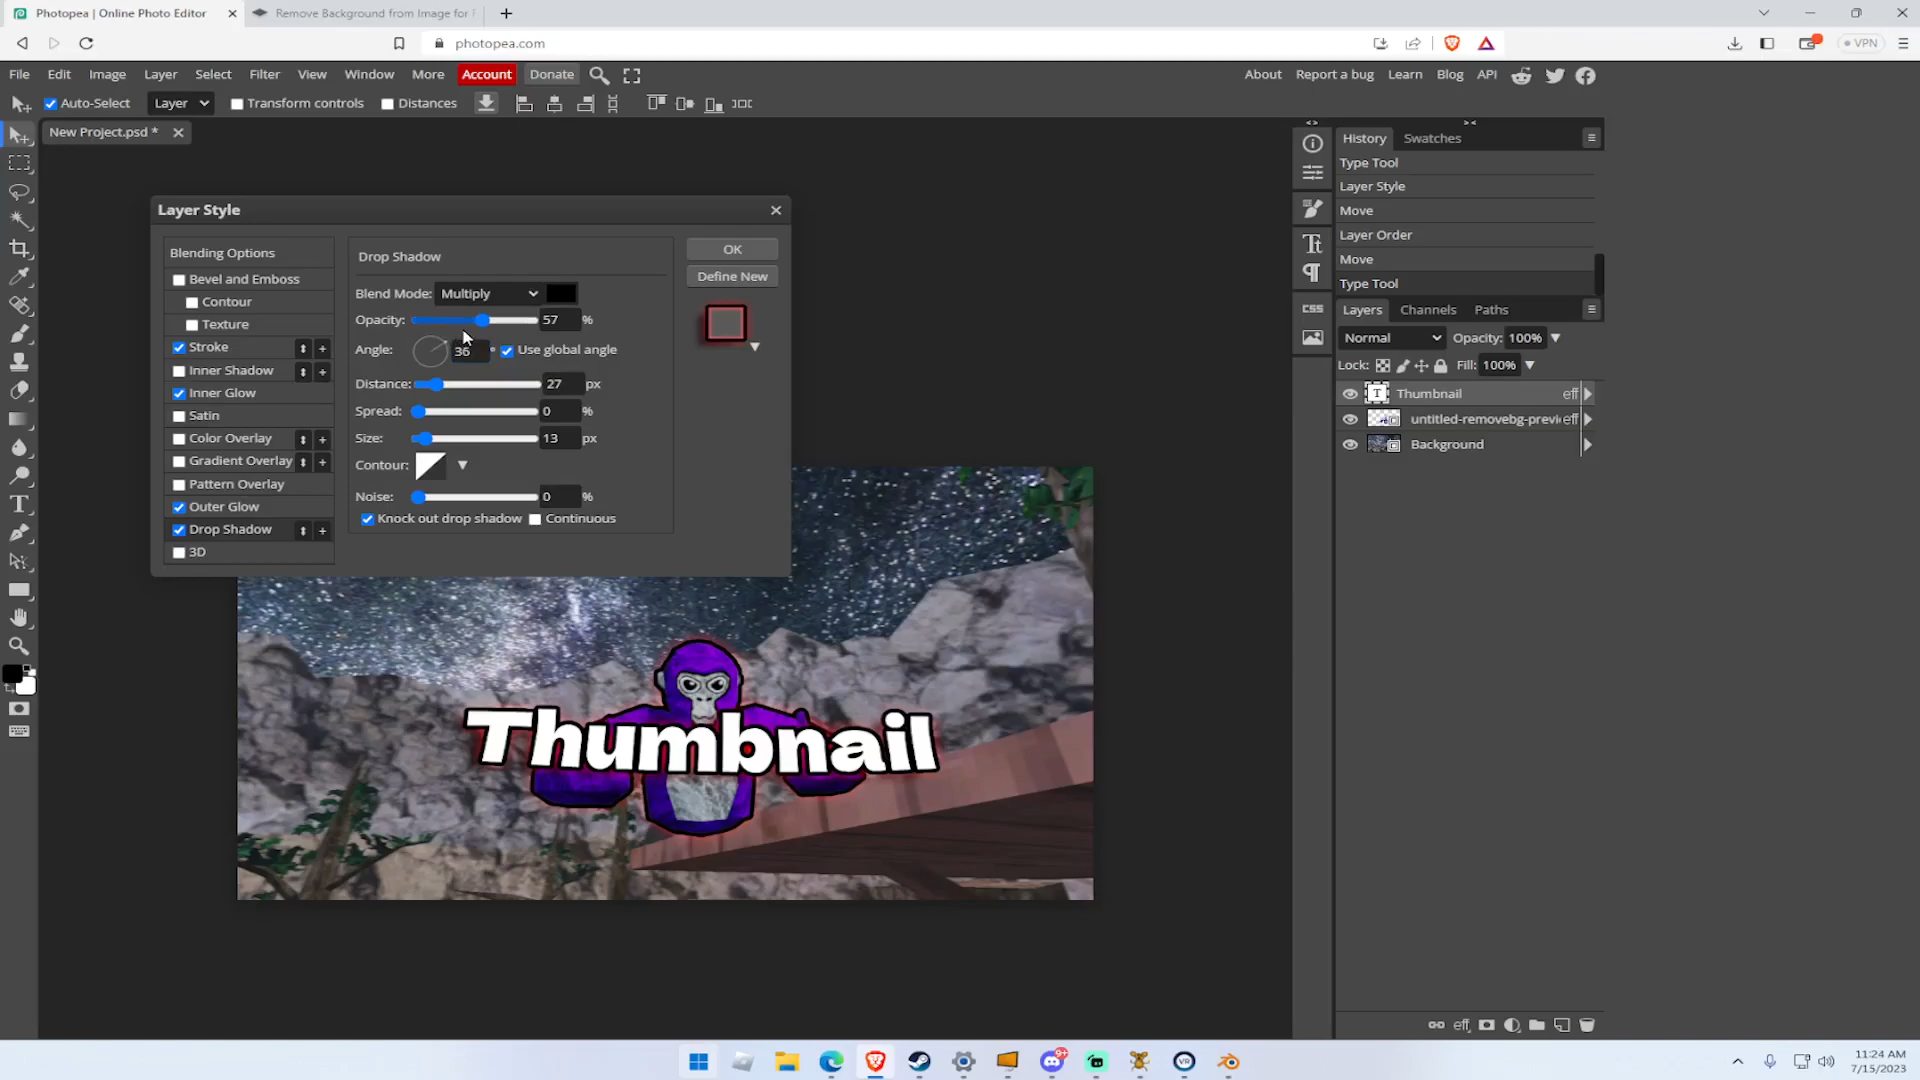 Photopea | Online Photo Editor
Remove Background from Image for
photopea.com
VPN
File Edit Image Layer Select Filter View Window More Account Donate
About Report a bug Learn Blog API
Auto-Select Layer Transform controls Distances
New Project.psd *
History Swatches
Type Tool
Layer Style
Move
Layer Order
Move
Type Tool
Layer Style
Blending Options
Bevel and Emboss
Contour
Texture
Stroke
Inner Shadow
Inner Glow
Satin
Color Overlay
Gradient Overlay
Pattern Overlay
Outer Glow
Drop Shadow
3D
Drop Shadow
Blend Mode: Multiply
Opacity: 57 %
Angle: 36 ° Use global angle
Distance: 27 px
Spread: 0 %
Size: 13 px
Contour:
Noise: 0 %
Knock out drop shadow Continuous
OK
Define New
CSS
Layers Channels Paths
Normal Opacity: 100%
Lock: Fill: 100%
T Thumbnail eff
untitled-removebg-previ eff
Background
Thumbnail
eff
9+
VR
11:24 AM
7/15/2023